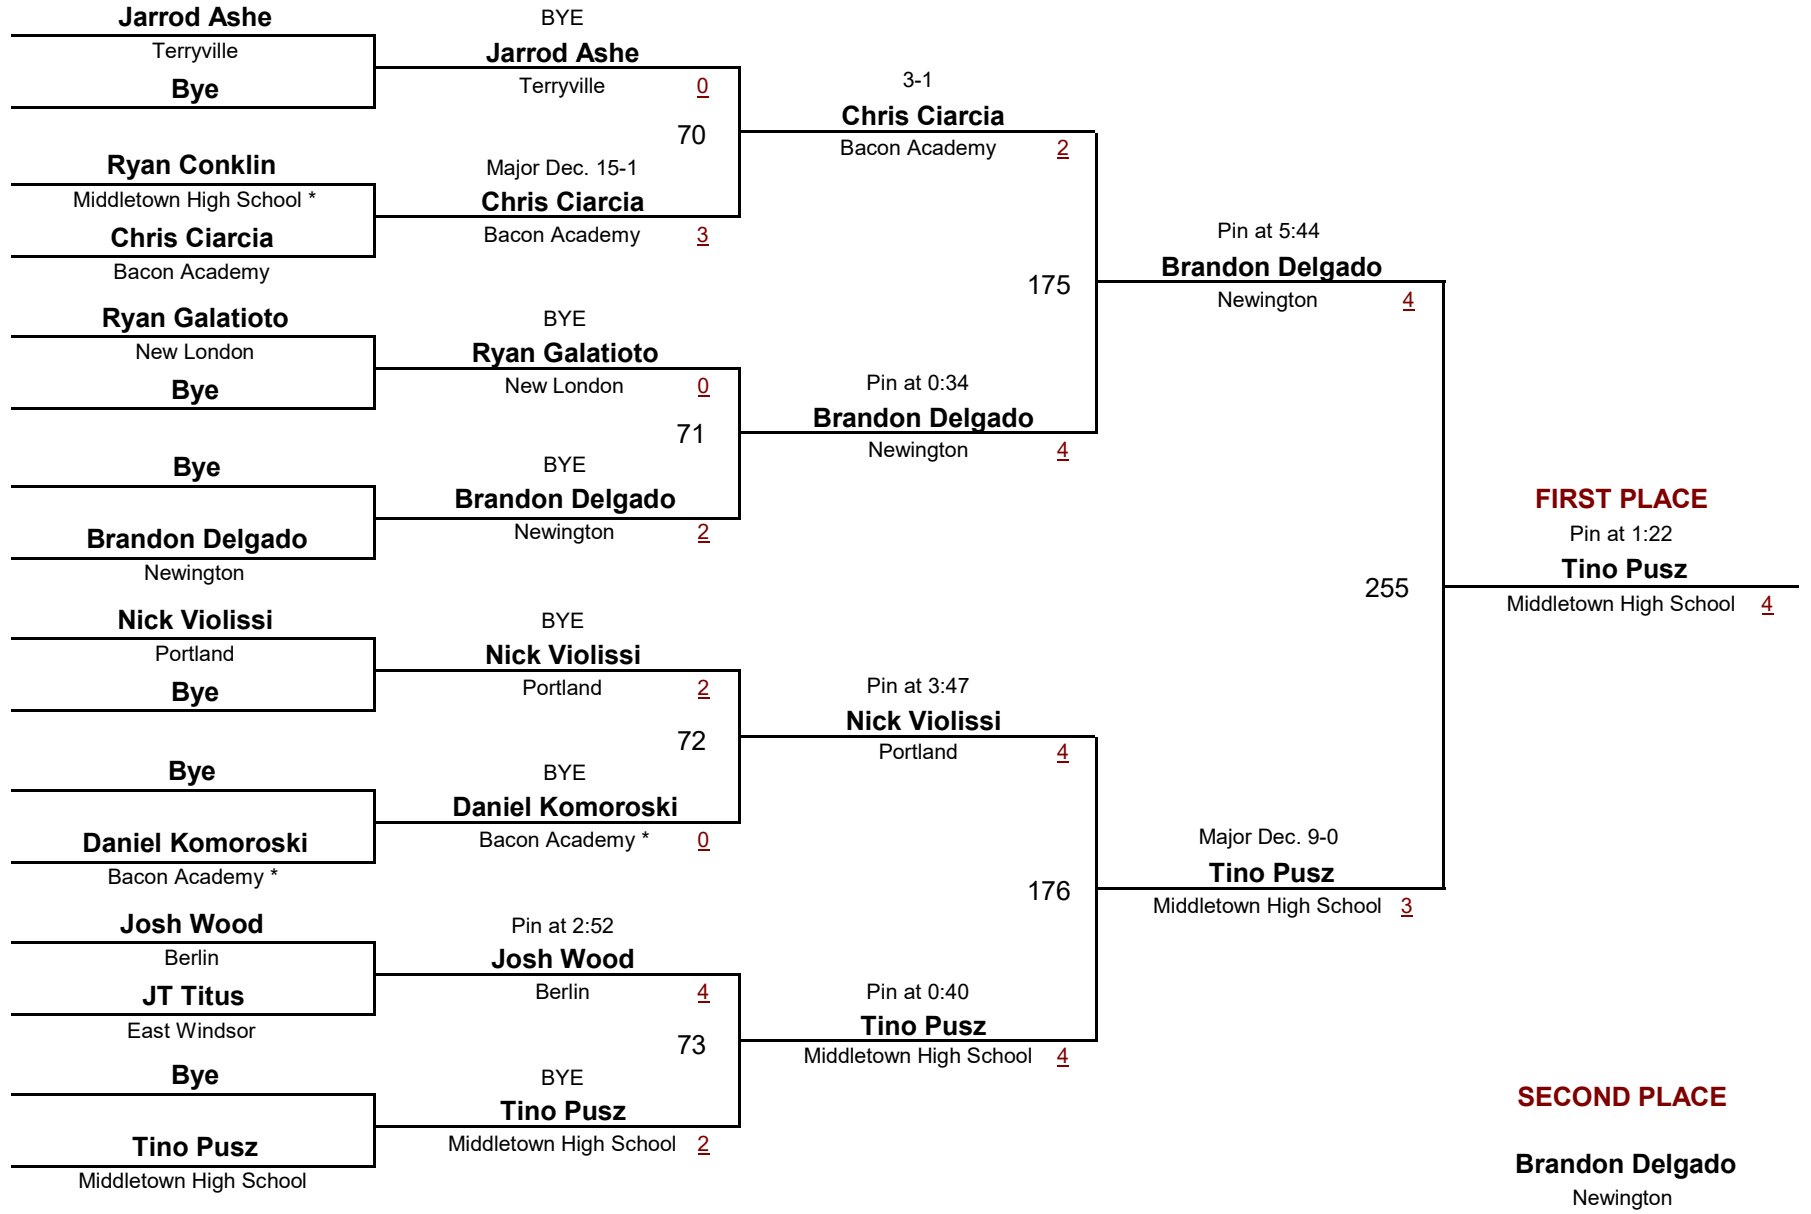 Jarrod Ashe
Terryville
Bye
Ryan Conklin
Middletown High School *
Chris Ciarcia
Bacon Academy
Ryan Galatioto
New London
Bye
Bye
Brandon Delgado
Newington
Nick Violissi
Portland
Bye
Bye
Daniel Komoroski
Bacon Academy *
Josh Wood
Berlin
JT Titus
East Windsor
Bye
Tino Pusz
Middletown High School
BYE
Jarrod Ashe
Terryville 0
70
Major Dec. 15-1
Chris Ciarcia
Bacon Academy 3
BYE
Ryan Galatioto
New London 0
71
BYE
Brandon Delgado
Newington 2
BYE
Nick Violissi
Portland 2
72
BYE
Daniel Komoroski
Bacon Academy * 0
Pin at 2:52
Josh Wood
Berlin 4
73
BYE
Tino Pusz
Middletown High School 2
3-1
Chris Ciarcia
Bacon Academy 2
175
Pin at 0:34
Brandon Delgado
Newington 4
Pin at 3:47
Nick Violissi
Portland 4
176
Pin at 0:40
Tino Pusz
Middletown High School 4
Pin at 5:44
Brandon Delgado
Newington 4
255
Major Dec. 9-0
Tino Pusz
Middletown High School 3
FIRST PLACE
Pin at 1:22
Tino Pusz
Middletown High School 4
SECOND PLACE
Brandon Delgado
Newington